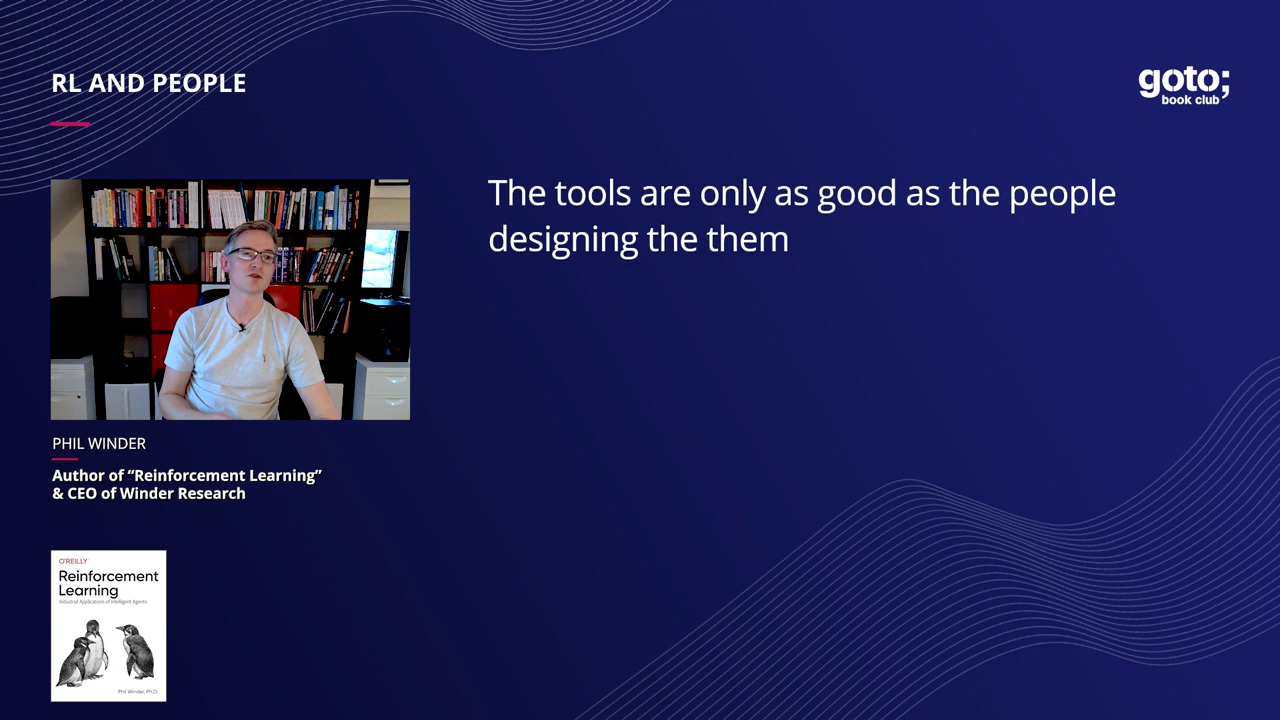 RL AND PEOPLE
goto;
book club
The tools are only as good as the people
designing the them
PHIL WINDER
Author of “Reinforcement Learning”
& CEO of Winder Research
O'REILLY
Reinforcement
Learning
Industrial Applications of Intelligent Agents
Phil Winder, Ph.D.